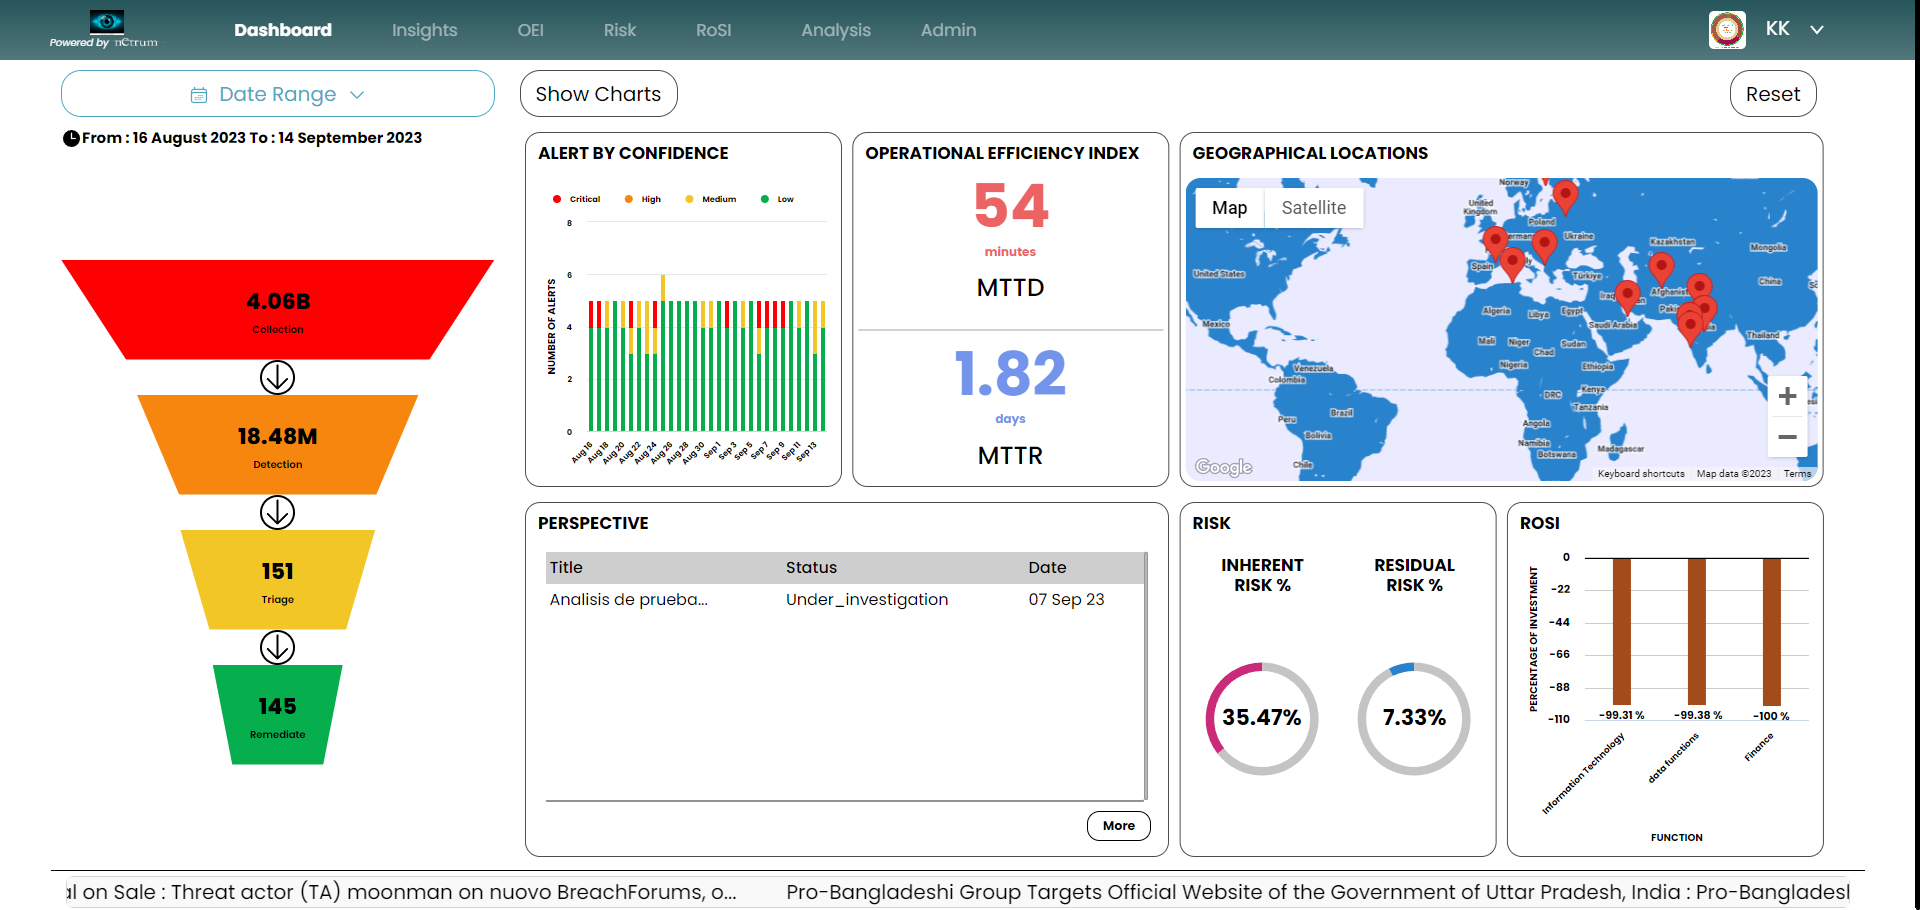 Powered by nCtrum
Dashboard
Insights
OEI
Risk
RoSI
Analysis
Admin
KK
Date Range
Show Charts
Reset
From : 16 August 2023 To : 14 September 2023
4.06B
Collection
18.48M
Detection
151
Triage
145
Remediate
ALERT BY CONFIDENCE
Critical
High
Medium
Low
NUMBER OF ALERTS
8
6
4
2
0
Aug 16
Aug 18
Aug 20
Aug 22
Aug 24
Aug 26
Aug 28
Aug 30
Sep 1
Sep 3
Sep 5
Sep 7
Sep 9
Sep 11
Sep 13
OPERATIONAL EFFICIENCY INDEX
54
minutes
MTTD
1.82
days
MTTR
GEOGRAPHICAL LOCATIONS
Map
Satellite
Norway
United
Kingdom
Poland
Ukraine
Kazakhstan
Mongolia
Spain
Türkiye
China
United States
Algeria
Libya
Egypt
Saudi Arabia
Mexico
Mali
Niger
Chad
Sudan
Thailand
Nigeria
Ethiopia
Venezuela
Colombia
DRC
Kenya
Tanzania
Peru
Brazil
Bolivia
Angola
Namibia
Botswana
Madagascar
Chile
Google
Keyboard shortcuts
Map data ©2023
Terms
PERSPECTIVE
Title Status Date
Analisis de prueba... Under_investigation 07 Sep 23
More
RISK
INHERENT
RISK %
RESIDUAL
RISK %
35.47%
7.33%
ROSI
PERCENTAGE OF INVESTMENT
0
-22
-44
-66
-88
-110
-99.31 %
-99.38 %
-100 %
Information Technology
data functions
Finance
FUNCTION
al on Sale : Threat actor (TA) moonman on nuovo BreachForums, o... Pro-Bangladeshi Group Targets Official Website of the Government of Uttar Pradesh, India : Pro-Bangladesh